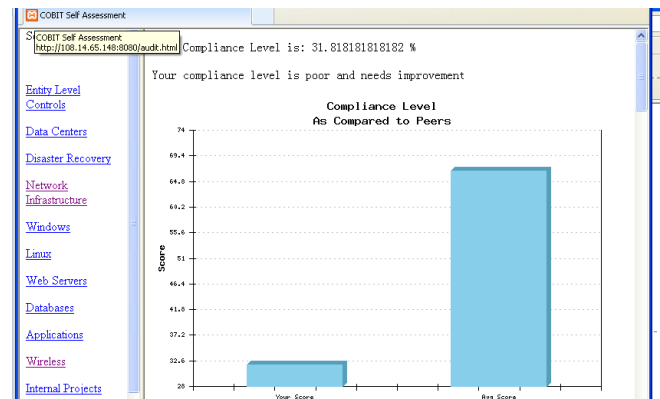 COBIT Self Assessment
COBIT Self Assessment
http://108.14.65.148:8080/audit.html
Compliance Level is: 31.818181818182 %
Your compliance level is poor and needs improvement
Entity Level
Controls
Data Centers
Disaster Recovery
Network
Infrastructure
Windows
Linux
Web Servers
Databases
Applications
Wireless
Internal Projects
Compliance Level
As Compared to Peers
Score
74
69.4
64.8
60.2
55.6
51
46.4
41.8
37.2
32.6
28
Your Score
Avg Score